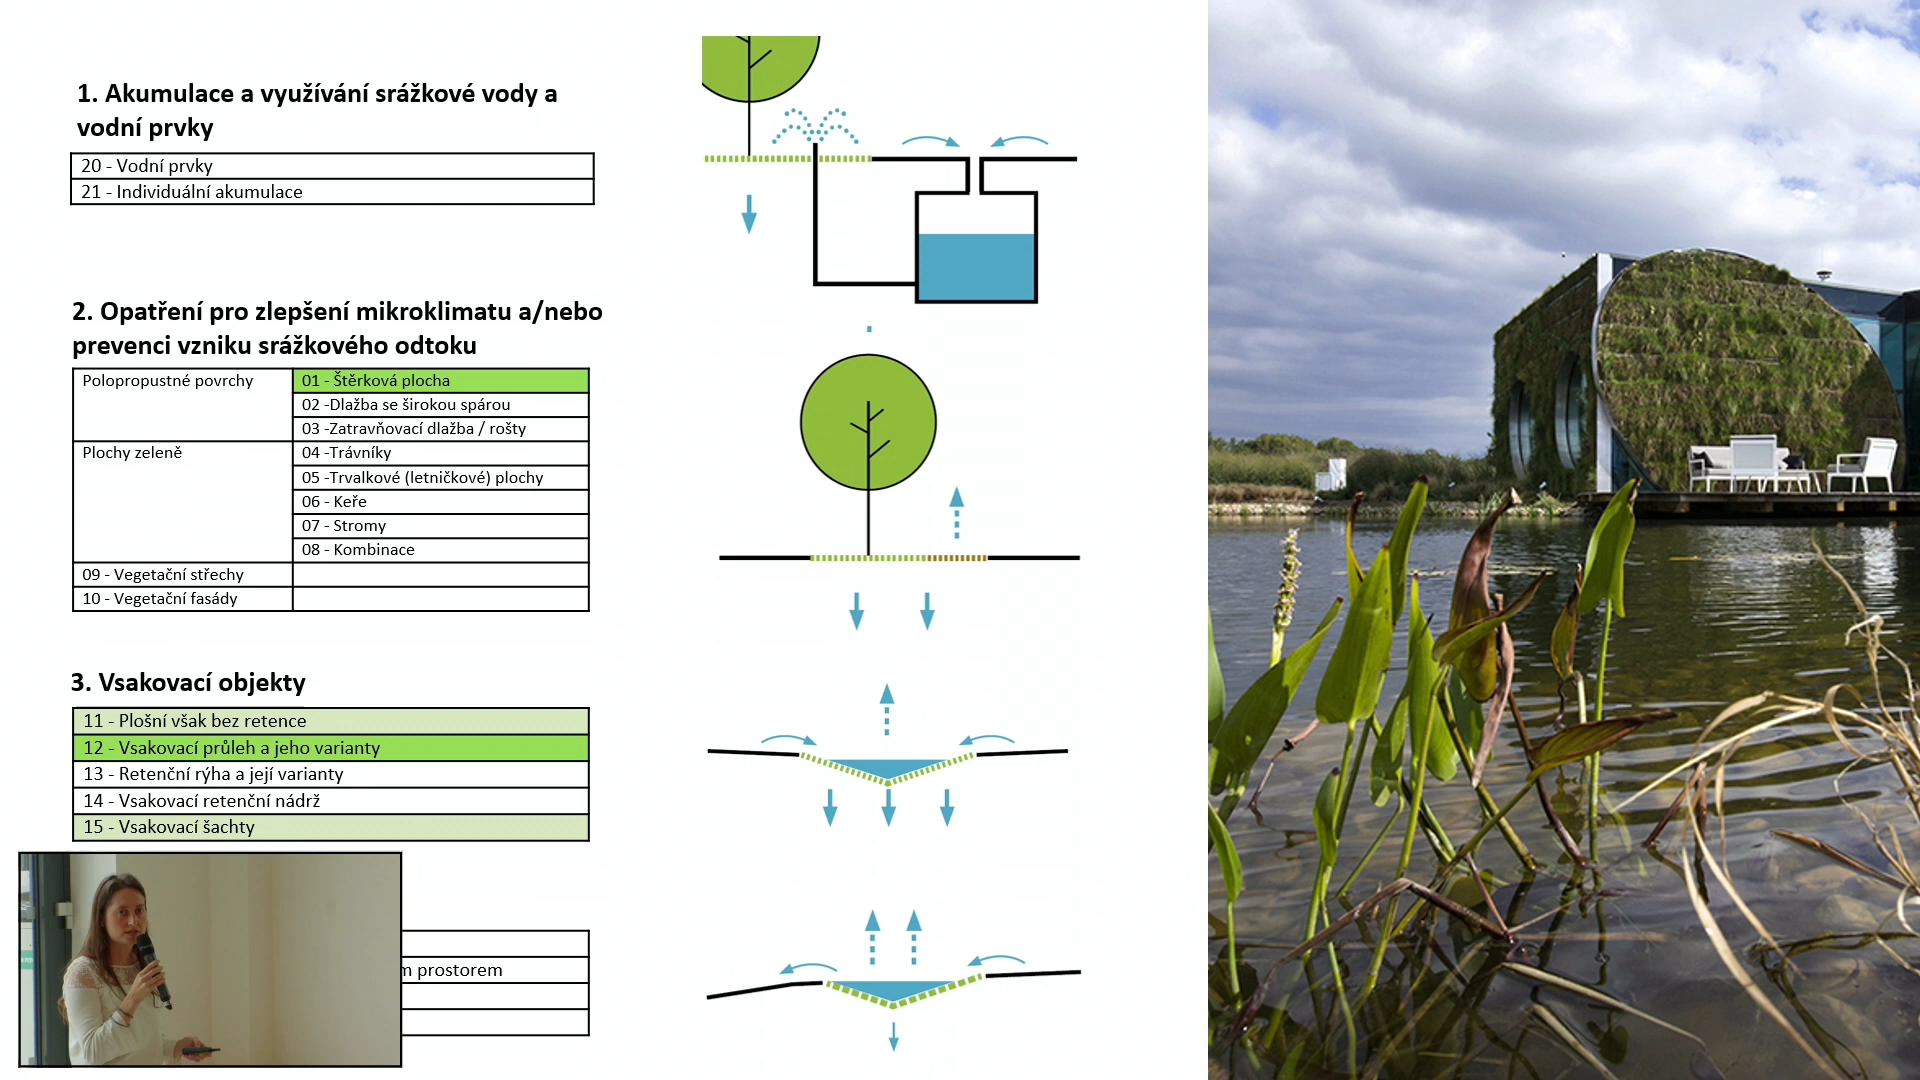 1. Akumulace a využívání srážkové vody a
vodní prvky
20 - Vodní prvky
21 - Individuální akumulace
2. Opatření pro zlepšení mikroklimatu a/nebo
prevenci vzniku srážkového odtoku
Polopropustné povrchy
01 - Štěrková plocha
02 -Dlažba se širokou spárou
03 -Zatravňovací dlažba / rošty
Plochy zeleně
04 -Trávníky
05 -Trvalkové (letničkové) plochy
06 - Keře
07 - Stromy
08 - Kombinace
09 - Vegetační střechy
10 - Vegetační fasády
3. Vsakovací objekty
11 - Plošní však bez retence
12 - Vsakovací průleh a jeho varianty
13 - Retenční rýha a její varianty
14 - Vsakovací retenční nádrž
15 - Vsakovací šachty
prostorem